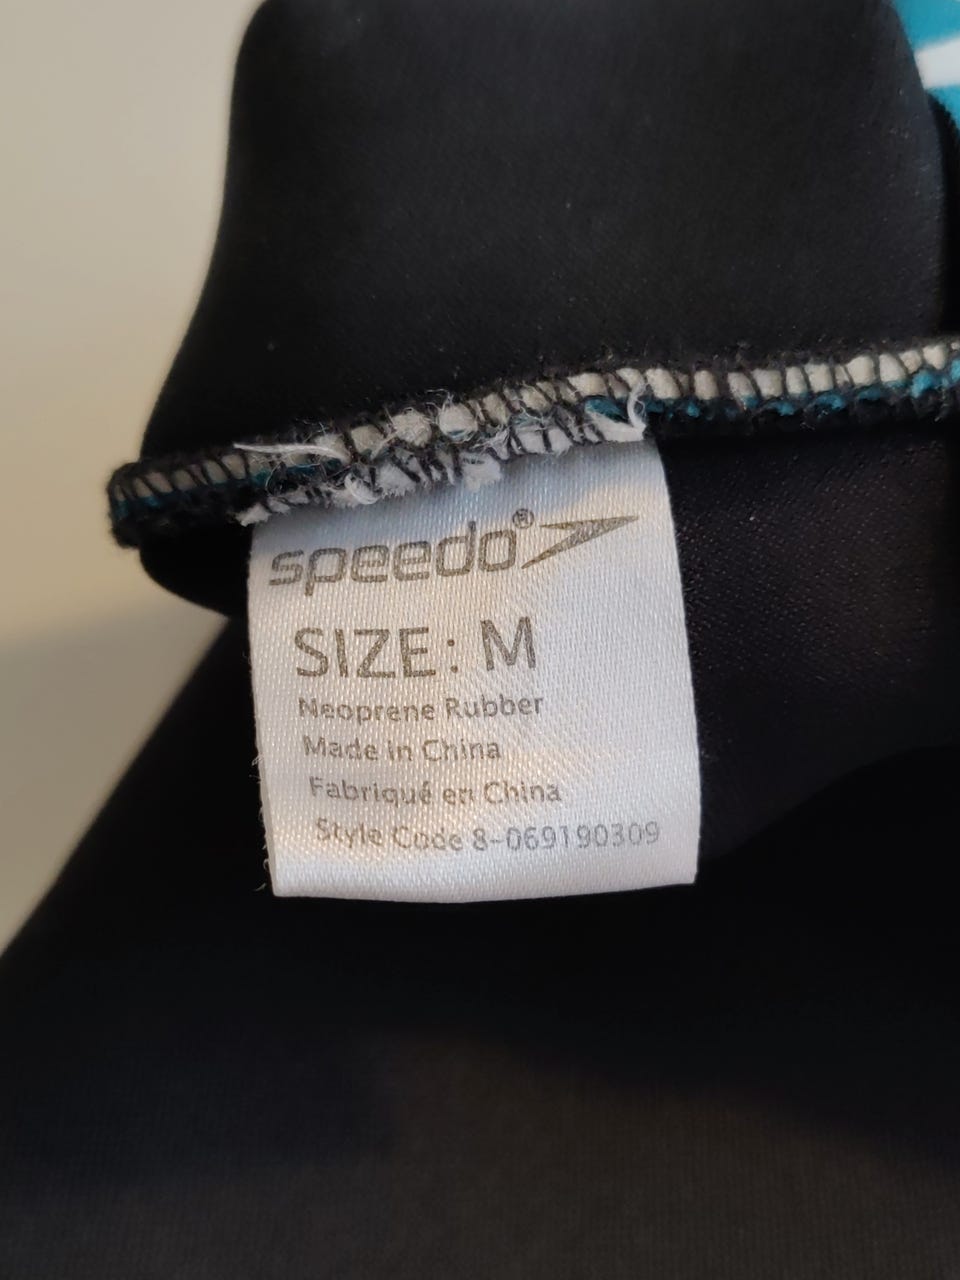 speedo®
SIZE: M
Neoprene Rubber
Made in China
Fabriqué en China
Style Code 8-069190309